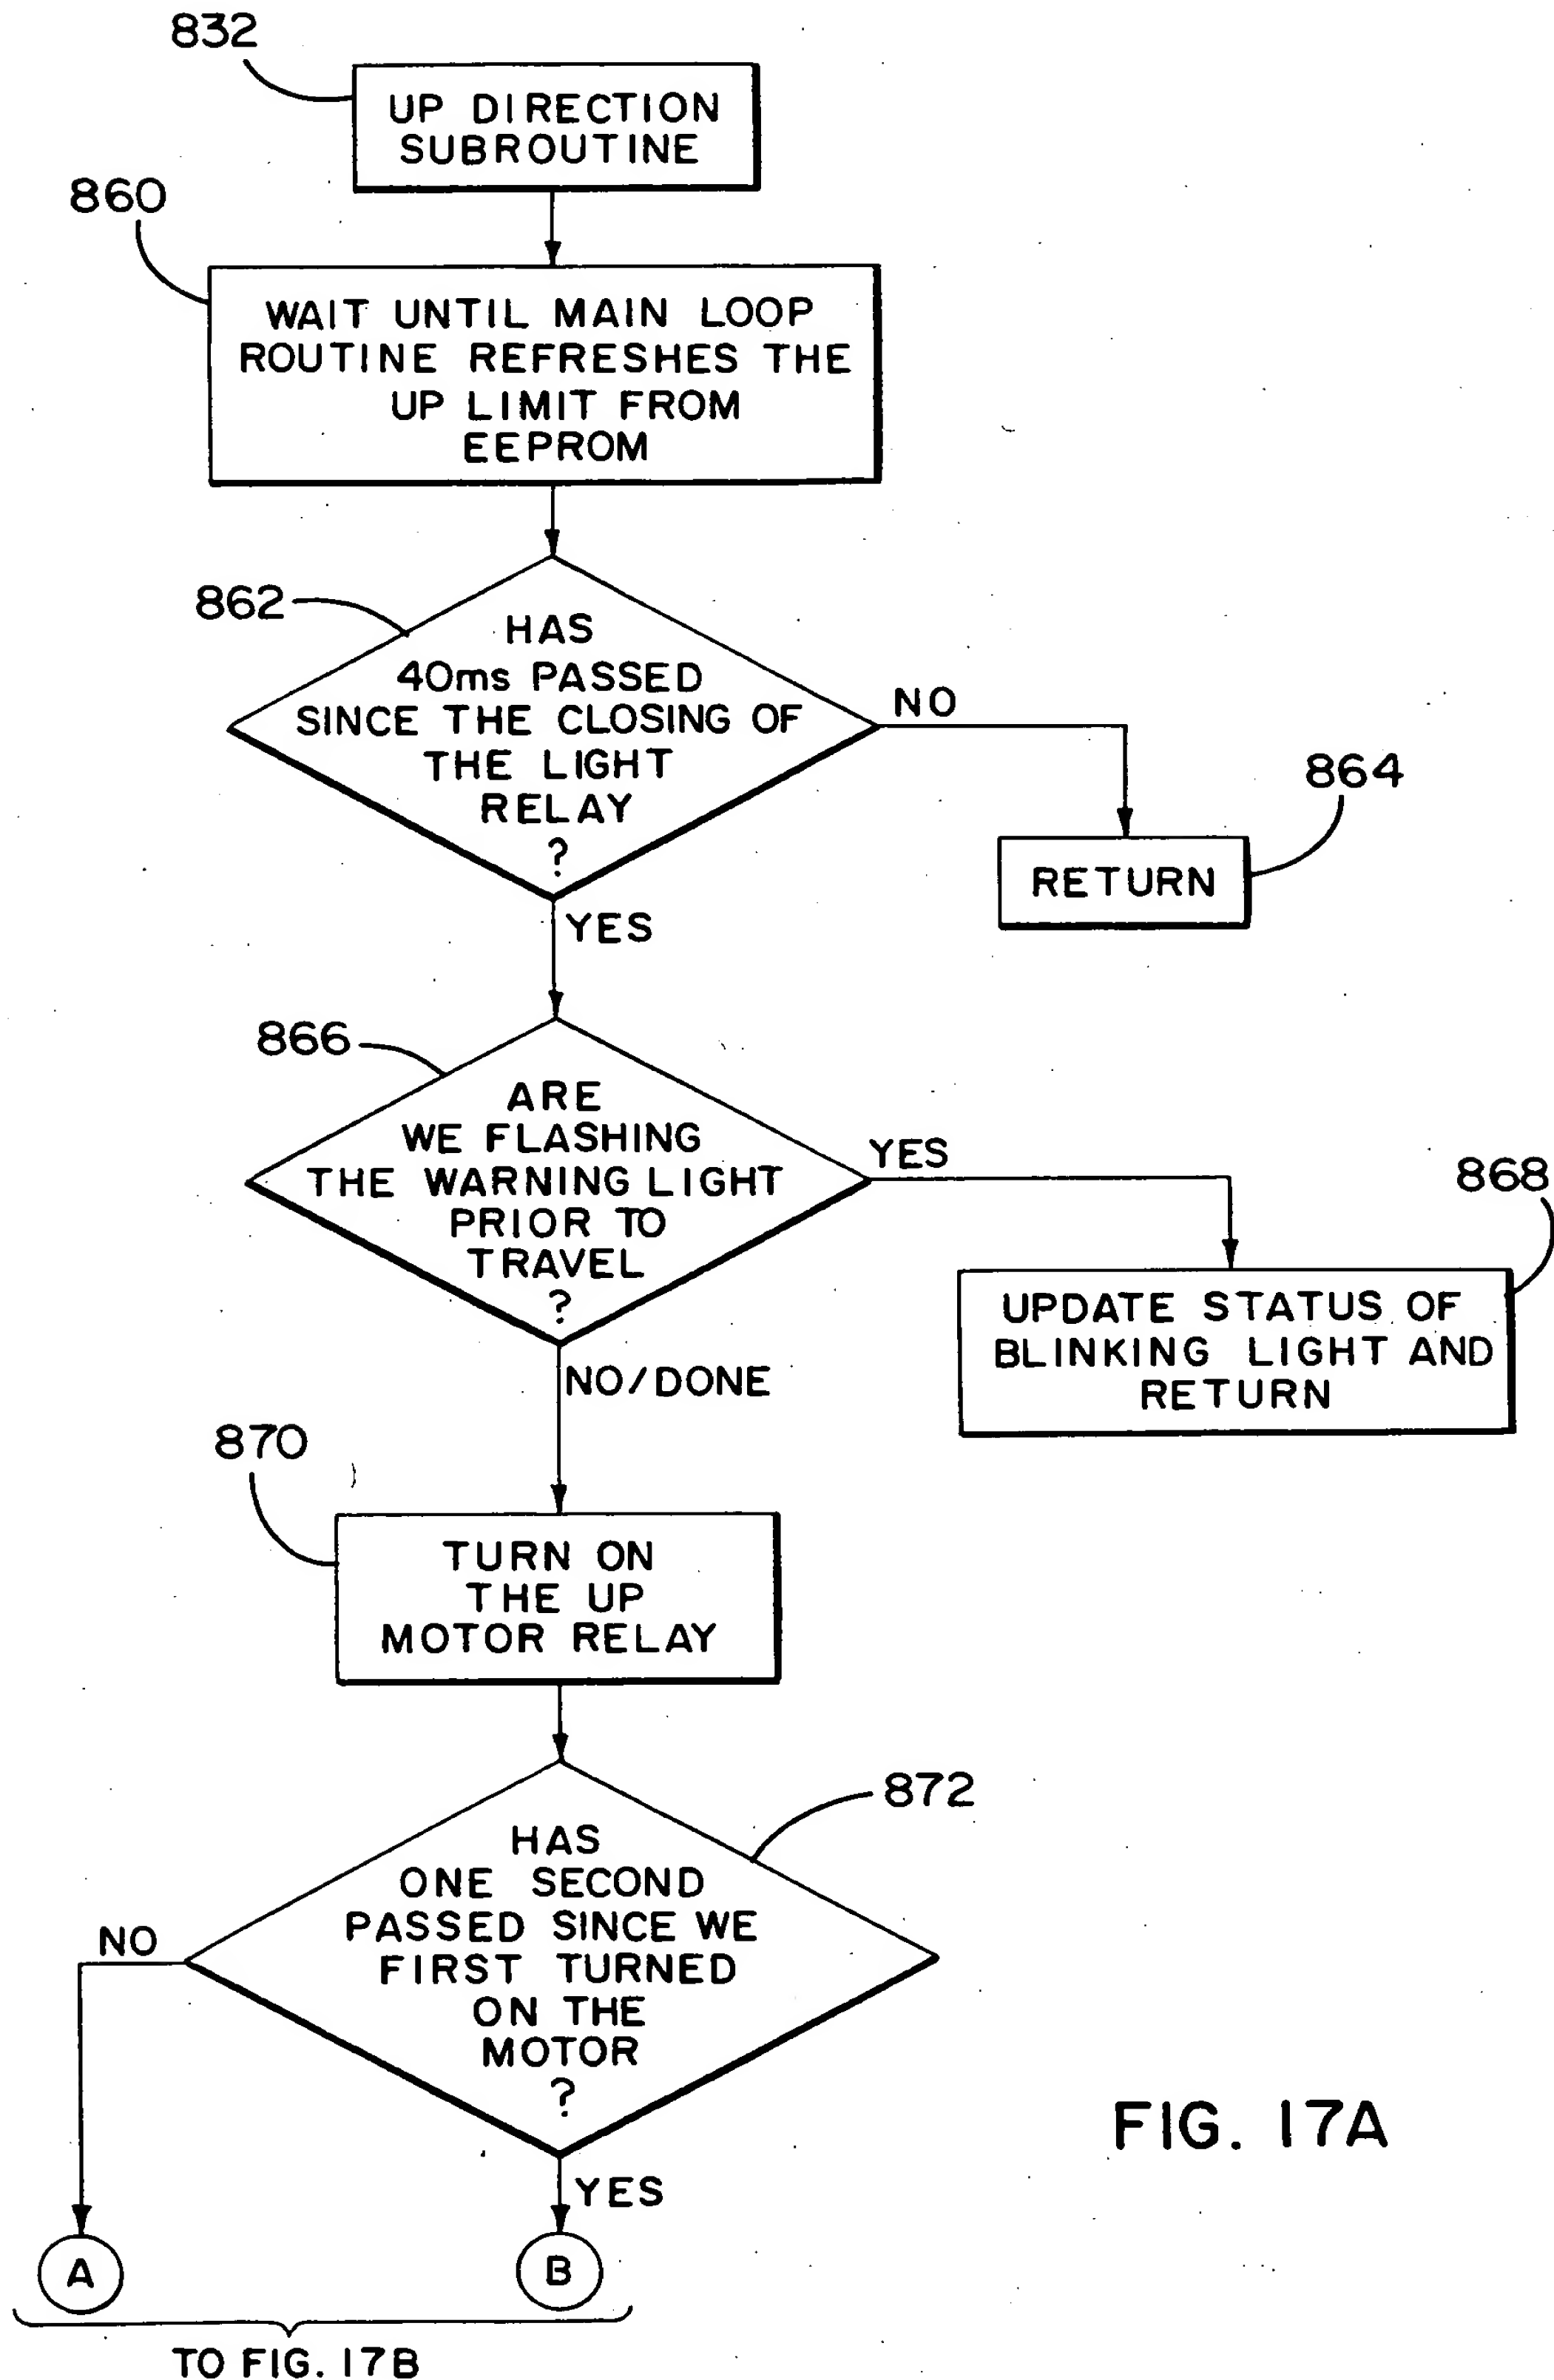 832
UP DIRECTION
SUBROUTINE
860
WAIT UNTIL MAIN LOOP
ROUTINE REFRESHES THE
UP LIMIT FROM
EEPROM
862
HAS
40ms PASSED
SINCE THE CLOSING OF
THE LIGHT
RELAY
?
NO
864
RETURN
YES
866
ARE
WE FLASHING
THE WARNING LIGHT
PRIOR TO
TRAVEL
?
YES
868
UPDATE STATUS OF
BLINKING LIGHT AND
RETURN
NO/DONE
870
TURN ON
THE UP
MOTOR RELAY
872
HAS
ONE SECOND
PASSED SINCE WE
FIRST TURNED
ON THE
MOTOR
?
NO
YES
A
B
TO FIG. 17B
FIG. 17A